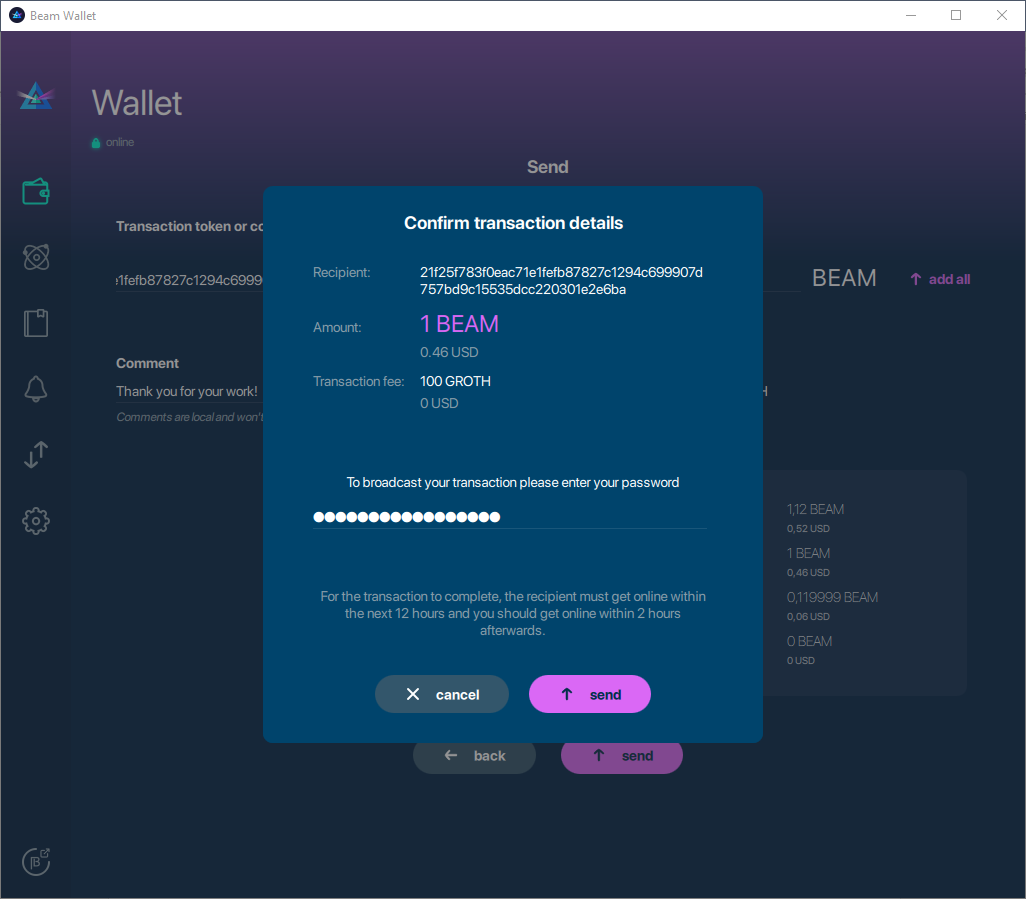 Beam Wallet
Wallet
online
Send
Transaction token or co
e1fefb87827c1294c6999
BEAM
add all
Comment
Thank you for your work!
Comments are local and won't
Confirm transaction details
Recipient: 21f25f783f0eac71e1fefb87827c1294c699907d
757bd9c15535dcc220301e2e6ba
Amount: 1 BEAM
0.46 USD
Transaction fee: 100 GROTH
0 USD
To broadcast your transaction please enter your password
For the transaction to complete, the recipient must get online within
the next 12 hours and you should get online within 2 hours
afterwards.
cancel
send
1,12 BEAM
0,52 USD
1 BEAM
0,46 USD
0,119999 BEAM
0,06 USD
0 BEAM
0 USD
back
send